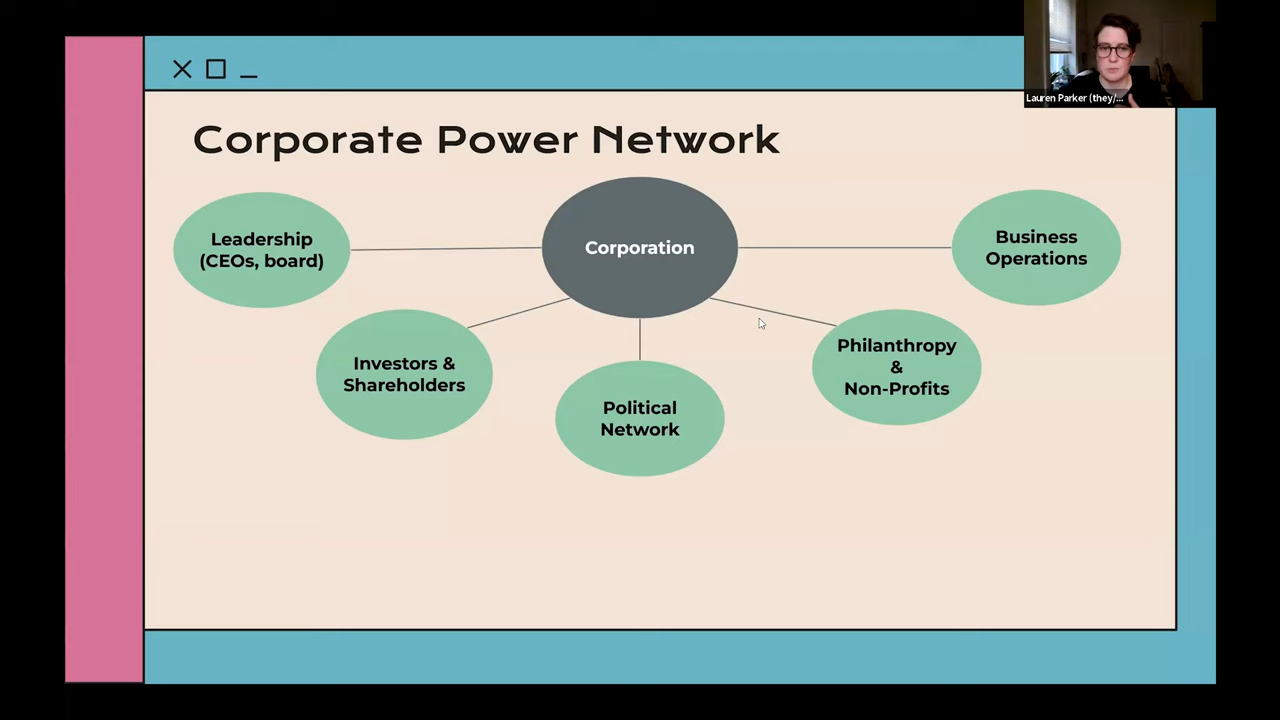 Lauren Parker (they/...
Corporate Power Network
Leadership
(CEOs, board)
Corporation
Business
Operations
Investors &
Shareholders
Political
Network
Philanthropy
&
Non-Profits